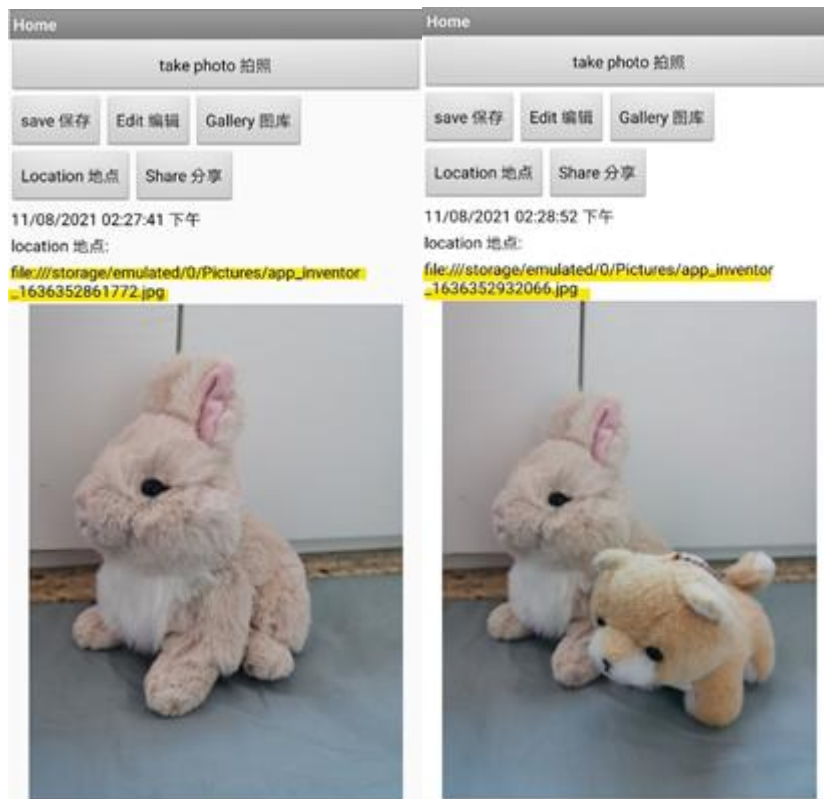 Home
take photo 拍照
save 保存
Edit 编辑
Gallery 图库
Location 地点
Share 分享
11/08/2021 02:27:41 下午
location 地点:
file:///storage/emulated/0/Pictures/app_inventor
_1636352861772.jpg
Home
take photo 拍照
save 保存
Edit 编辑
Gallery 图库
Location 地点
Share 分享
11/08/2021 02:28:52 下午
location 地点:
file:///storage/emulated/0/Pictures/app_inventor
_1636352932066.jpg